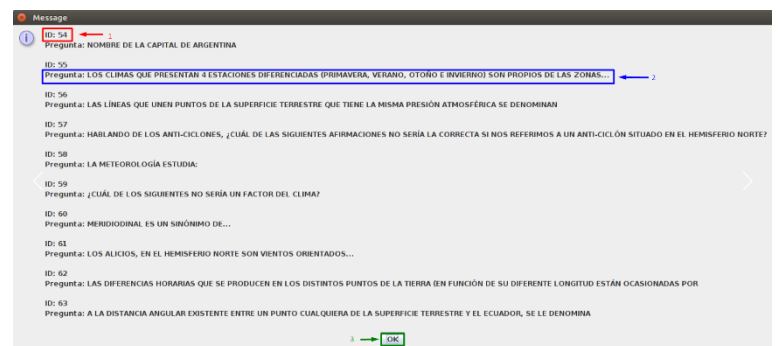 Message
ID: 54 1
Pregunta: NOMBRE DE LA CAPITAL DE ARGENTINA
ID: 55
Pregunta: LOS CLIMAS QUE PRESENTAN 4 ESTACIONES DIFERENCIADAS (PRIMAVERA, VERANO, OTOÑO E INVIERNO) SON PROPIOS DE LAS ZONAS... 2
ID: 56
Pregunta: LAS LÍNEAS QUE UNEN PUNTOS DE LA SUPERFICIE TERRESTRE QUE TIENE LA MISMA PRESIÓN ATMOSFÉRICA SE DENOMINAN
ID: 57
Pregunta: HABLANDO DE LOS ANTI-CICLONES, ¿CUÁL DE LAS SIGUIENTES AFIRMACIONES NO SERÍA LA CORRECTA SI NOS REFERIMOS A UN ANTI-CICLÓN SITUADO EN EL HEMISFERIO NORTE?
ID: 58
Pregunta: LA METEOROLOGÍA ESTUDIA:
ID: 59
Pregunta: ¿CUÁL DE LOS SIGUIENTES NO SERÍA UN FACTOR DEL CLIMA?
ID: 60
Pregunta: MERIDIODINAL ES UN SINÓNIMO DE...
ID: 61
Pregunta: LOS ALICIOS, EN EL HEMISFERIO NORTE SON VIENTOS ORIENTADOS...
ID: 62
Pregunta: LAS DIFERENCIAS HORARIAS QUE SE PRODUCEN EN LOS DISTINTOS PUNTOS DE LA TIERRA (EN FUNCIÓN DE SU DIFERENTE LONGITUD ESTÁN OCASIONADAS POR
ID: 63
Pregunta: A LA DISTANCIA ANGULAR EXISTENTE ENTRE UN PUNTO CUALQUIERA DE LA SUPERFICIE TERRESTRE Y EL ECUADOR, SE LE DENOMINA
3 OK